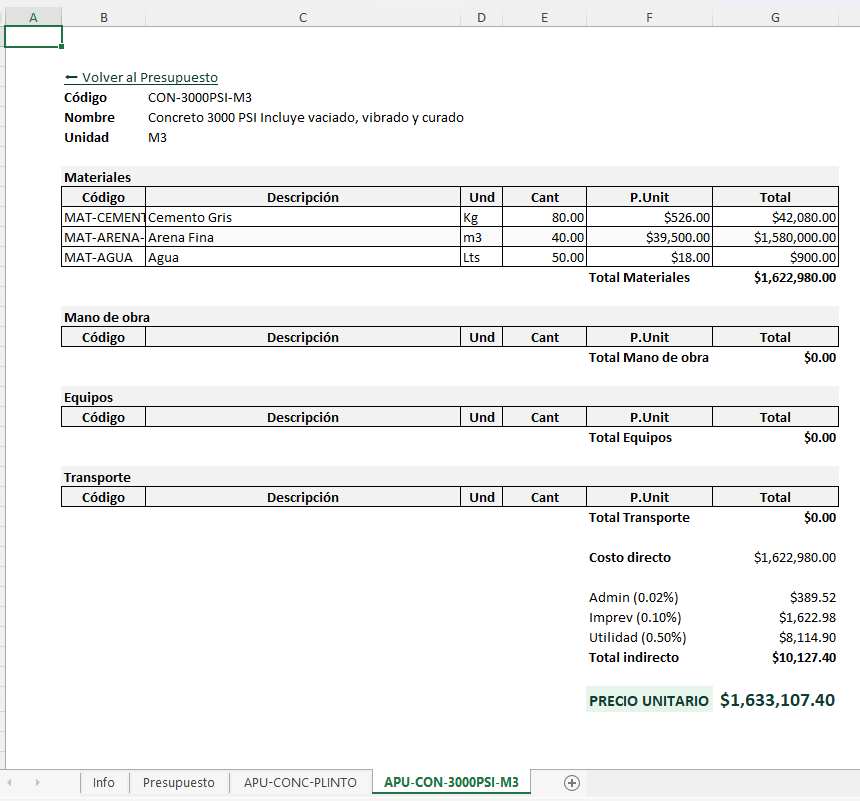 A B C D E F G
← Volver al Presupuesto
Código CON-3000PSI-M3
Nombre Concreto 3000 PSI Incluye vaciado, vibrado y curado
Unidad M3
Materiales
Código Descripción Und Cant P.Unit Total
MAT-CEMENT Cemento Gris Kg 80.00 $526.00 $42,080.00
MAT-ARENA- Arena Fina m3 40.00 $39,500.00 $1,580,000.00
MAT-AGUA Agua Lts 50.00 $18.00 $900.00
Total Materiales $1,622,980.00
Mano de obra
Código Descripción Und Cant P.Unit Total
Total Mano de obra $0.00
Equipos
Código Descripción Und Cant P.Unit Total
Total Equipos $0.00
Transporte
Código Descripción Und Cant P.Unit Total
Total Transporte $0.00
Costo directo $1,622,980.00
Admin (0.02%) $389.52
Imprev (0.10%) $1,622.98
Utilidad (0.50%) $8,114.90
Total indirecto $10,127.40
PRECIO UNITARIO $1,633,107.40
Info Presupuesto APU-CONC-PLINTO APU-CON-3000PSI-M3